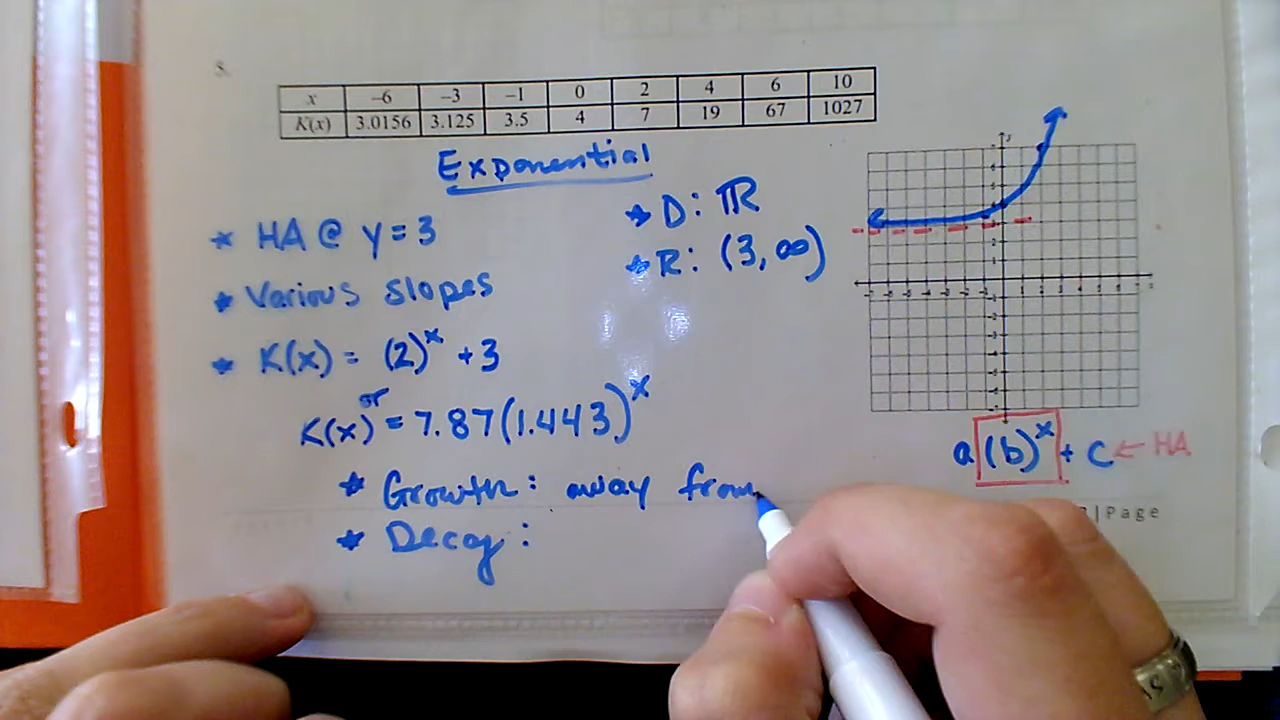 x −6 −3 −1 0 2 4 6 10
K(x) 3.0156 3.125 3.5 4 7 19 67 1027
Exponential
* HA @ y = 3
* Various slopes
* K(x) = (2)^x + 3
or
K(x) = 7.87(1.443)^x
* Growth: away from
* Decay:
* D: ℝ
* R: (3, ∞)
a(b)^x + c ← HA
| Page